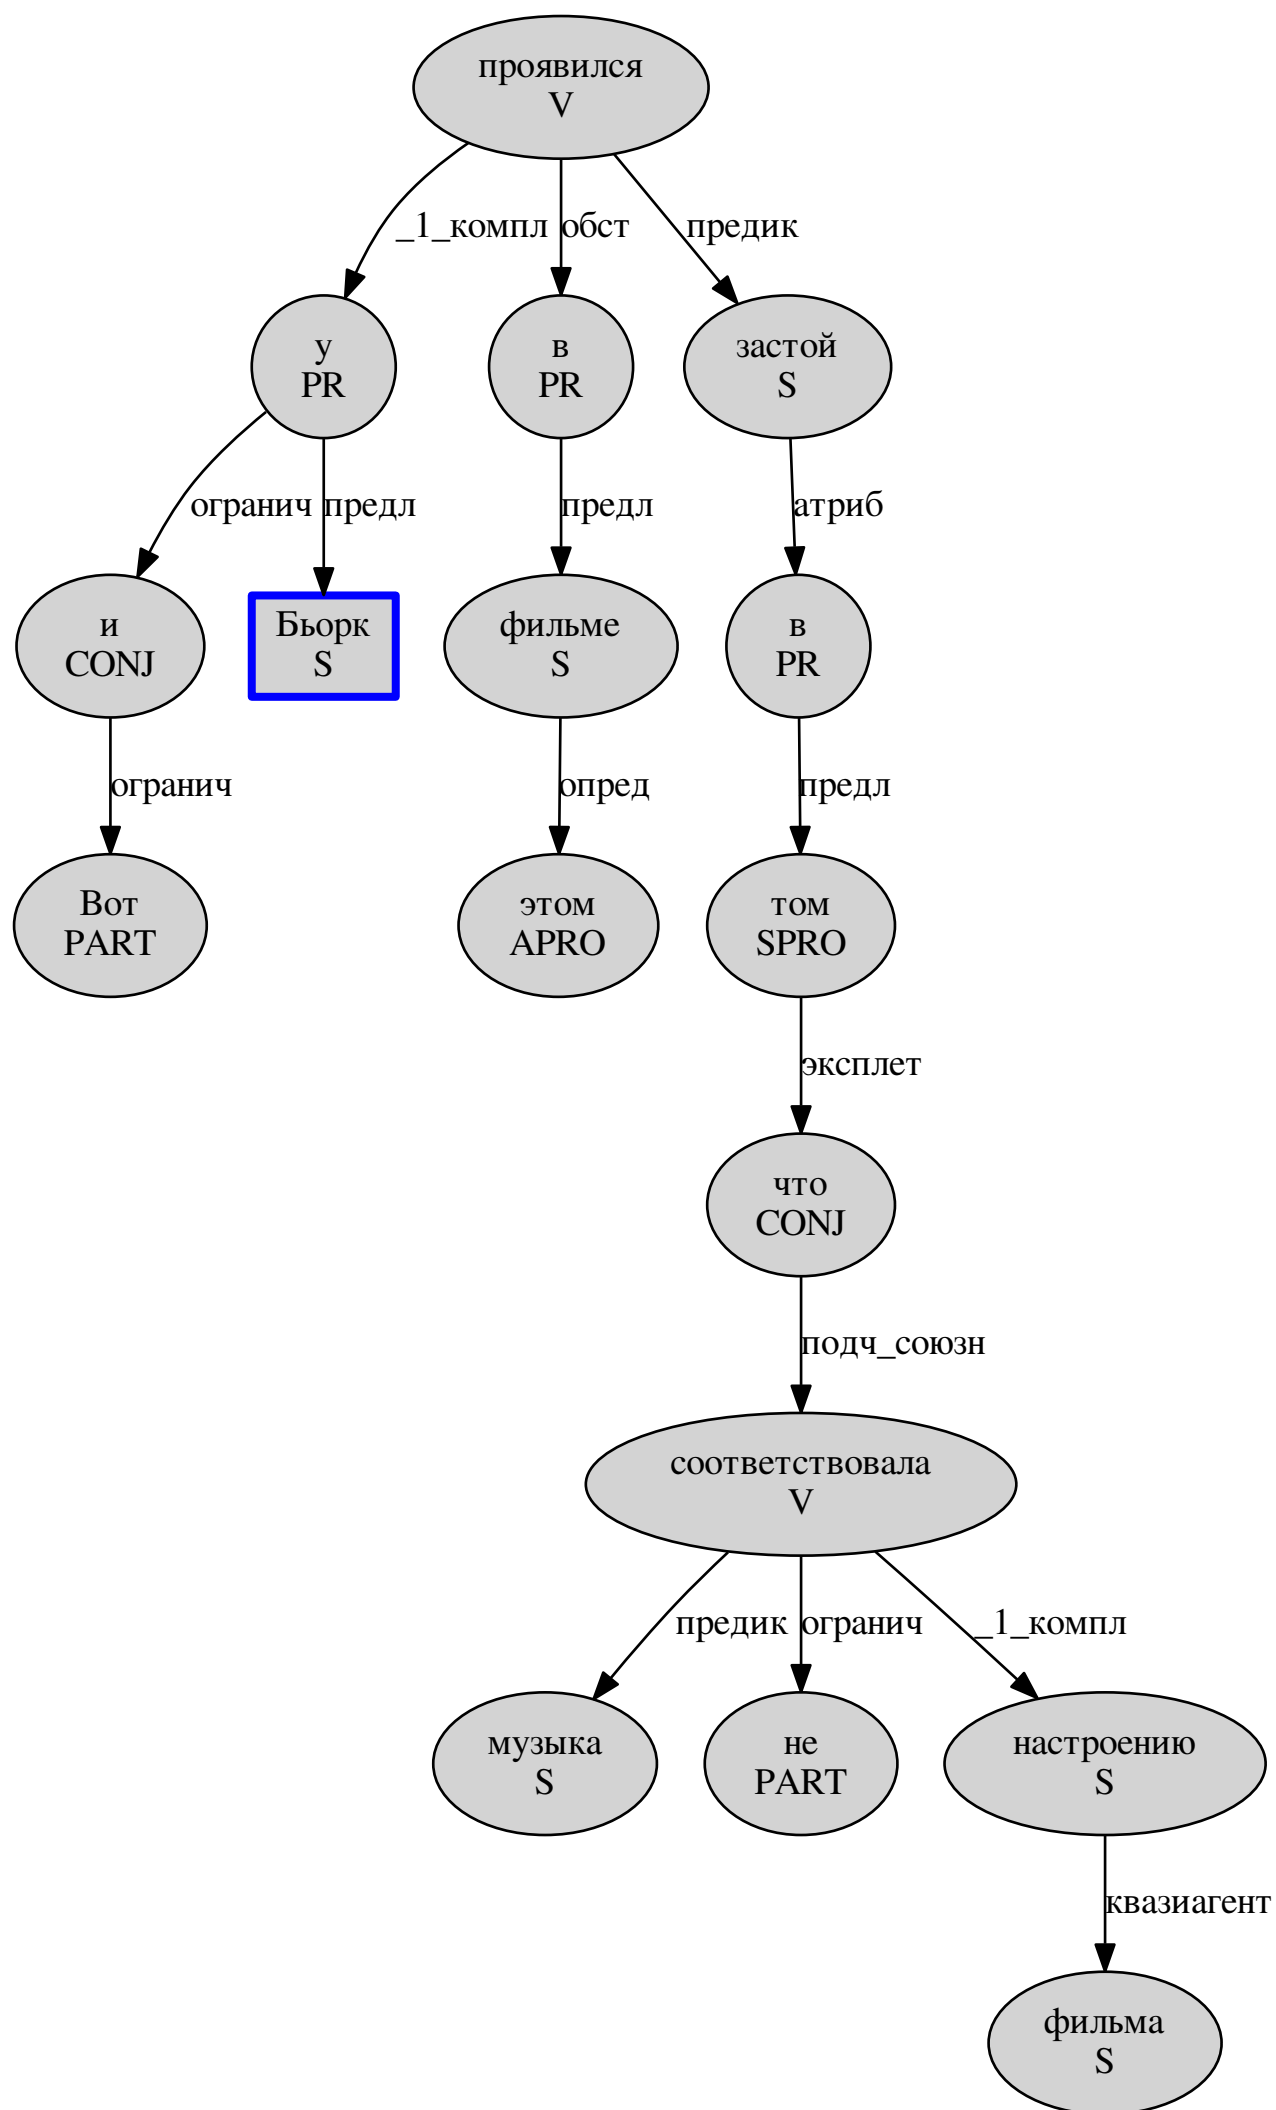 проявился
V
_1_компл обст предик
у
PR
в
PR
застой
S
огранич предл предл атриб
и
CONJ
Бьорк
S
фильме
S
в
PR
огранич опред предл
Вот
PART
этом
APRO
том
SPRO
эксплет
что
CONJ
подч_союзн
соответствовала
V
предик огранич _1_компл
музыка
S
не
PART
настроению
S
квазиагент
фильма
S